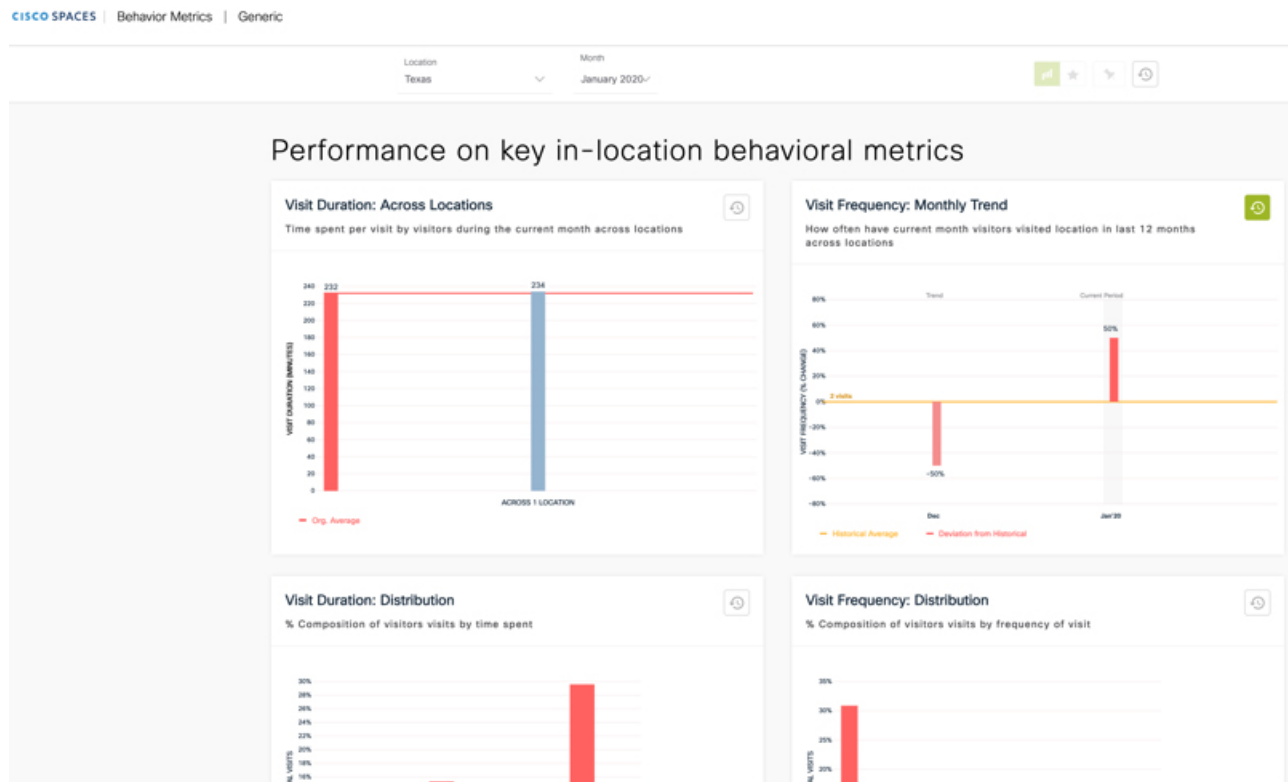 CISCO SPACES | Behavior Metrics | Generic
Location
Texas
Month
January 2020
Performance on key in-location behavioral metrics
Visit Duration: Across Locations
Time spent per visit by visitors during the current month across locations
240
220
200
180
160
140
120
100
80
60
40
20
0
VISIT DURATION (MINUTES)
232
234
ACROSS 1 LOCATION
Org. Average
Visit Frequency: Monthly Trend
How often have current month visitors visited location in last 12 months
across locations
Trend
Current Period
80%
60%
40%
20%
0%
-20%
-40%
-60%
-80%
VISIT FREQUENCY (% CHANGE)
2 visits
50%
-50%
Dec
Jan'20
Historical Average
Deviation from Historical
Visit Duration: Distribution
% Composition of visitors visits by time spent
30%
28%
26%
24%
22%
20%
18%
16%
AL VISITS
Visit Frequency: Distribution
% Composition of visitors visits by frequency of visit
35%
30%
25%
20%
AL VISITS